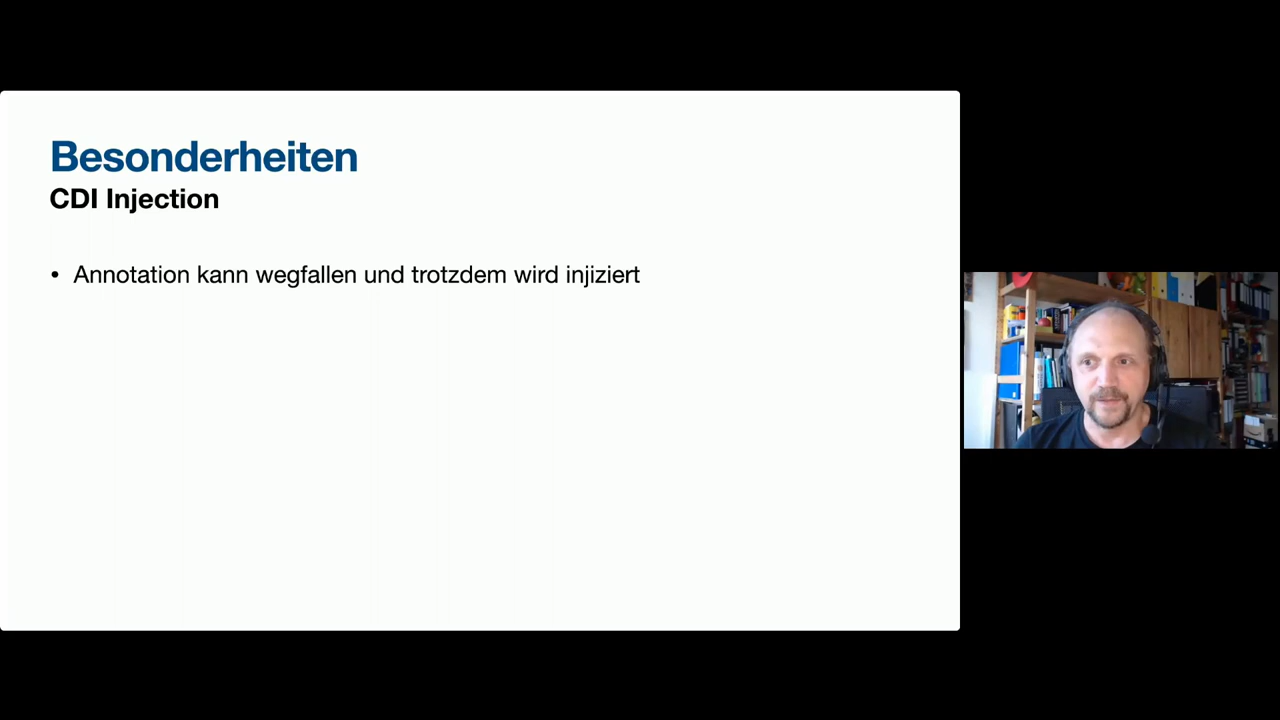 Besonderheiten
CDI Injection
• Annotation kann wegfallen und trotzdem wird injiziert